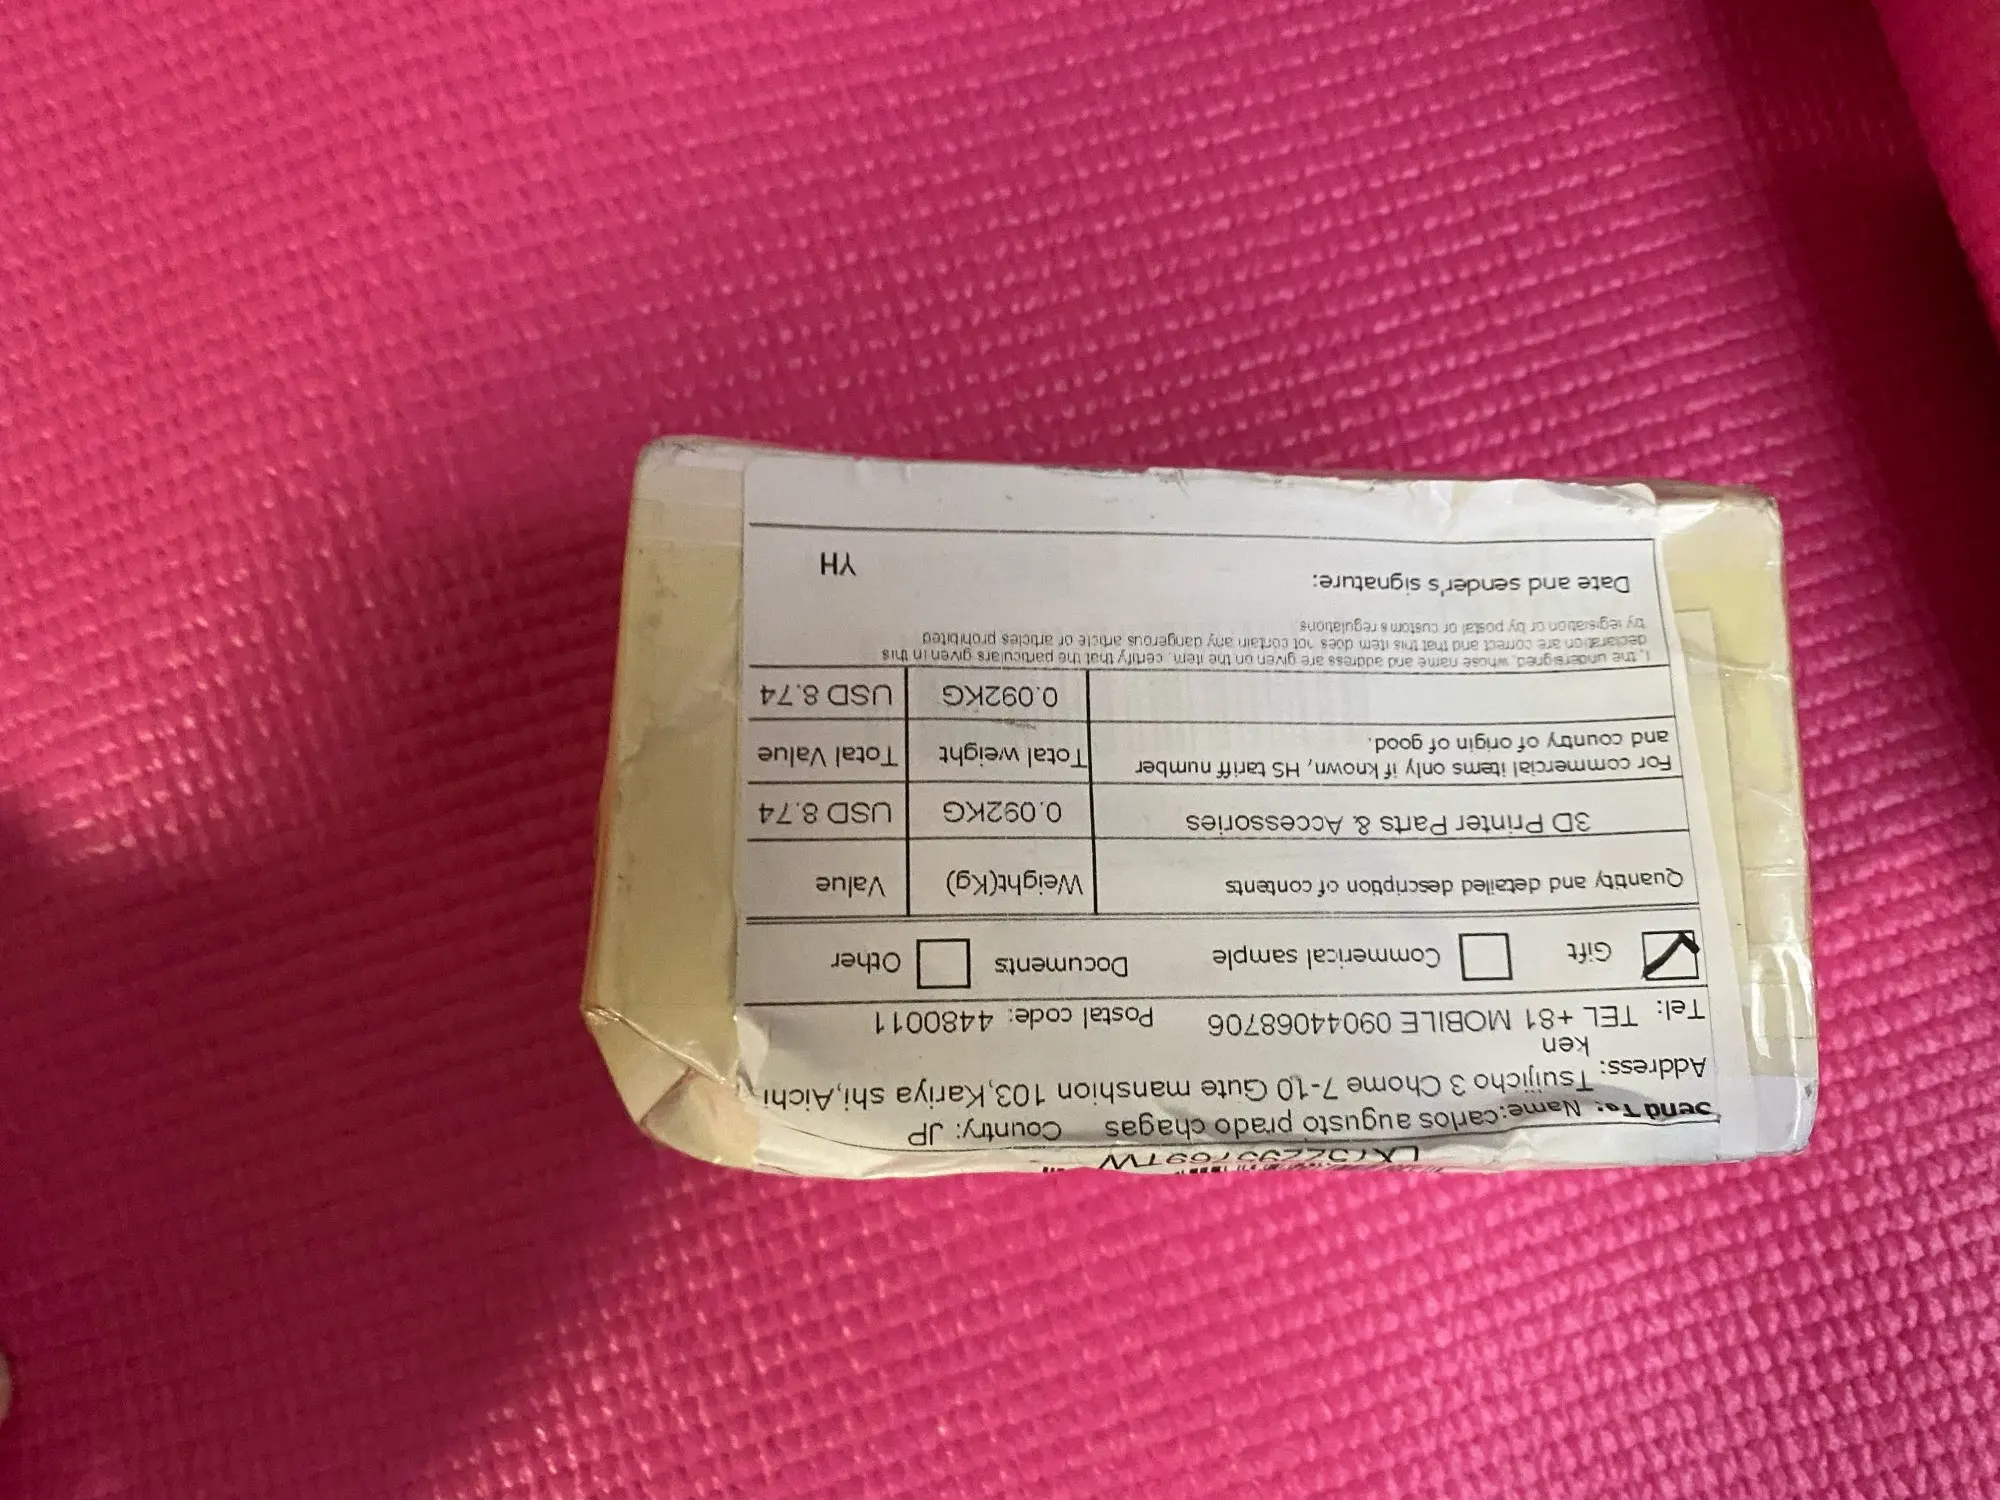 Send To: Name:carlos augusto prado chagas Country: JP
Address: Tsujicho 3 Chome 7-10 Gute manshion 103,Kariya shi,Aichi
ken
Tel: TEL +81 MOBILE 09044068706 Postal code: 4480011
Gift Commerical sample Documents Other
Quantity and detailed description of contents Weight(Kg) Value
3D Printer Parts & Accessories 0.092KG USD 8.74
For commercial items only if known, HS tariff number
and country of origin of good. Total weight Total Value
0.092KG USD 8.74
I, the undersigned, whose name and address are given on the item, certify that the particulars given in this
declaration are correct and that this item does not contain any dangerous article or articles prohibited
by legislation or by postal or customs regulations
Date and sender's signature: YH